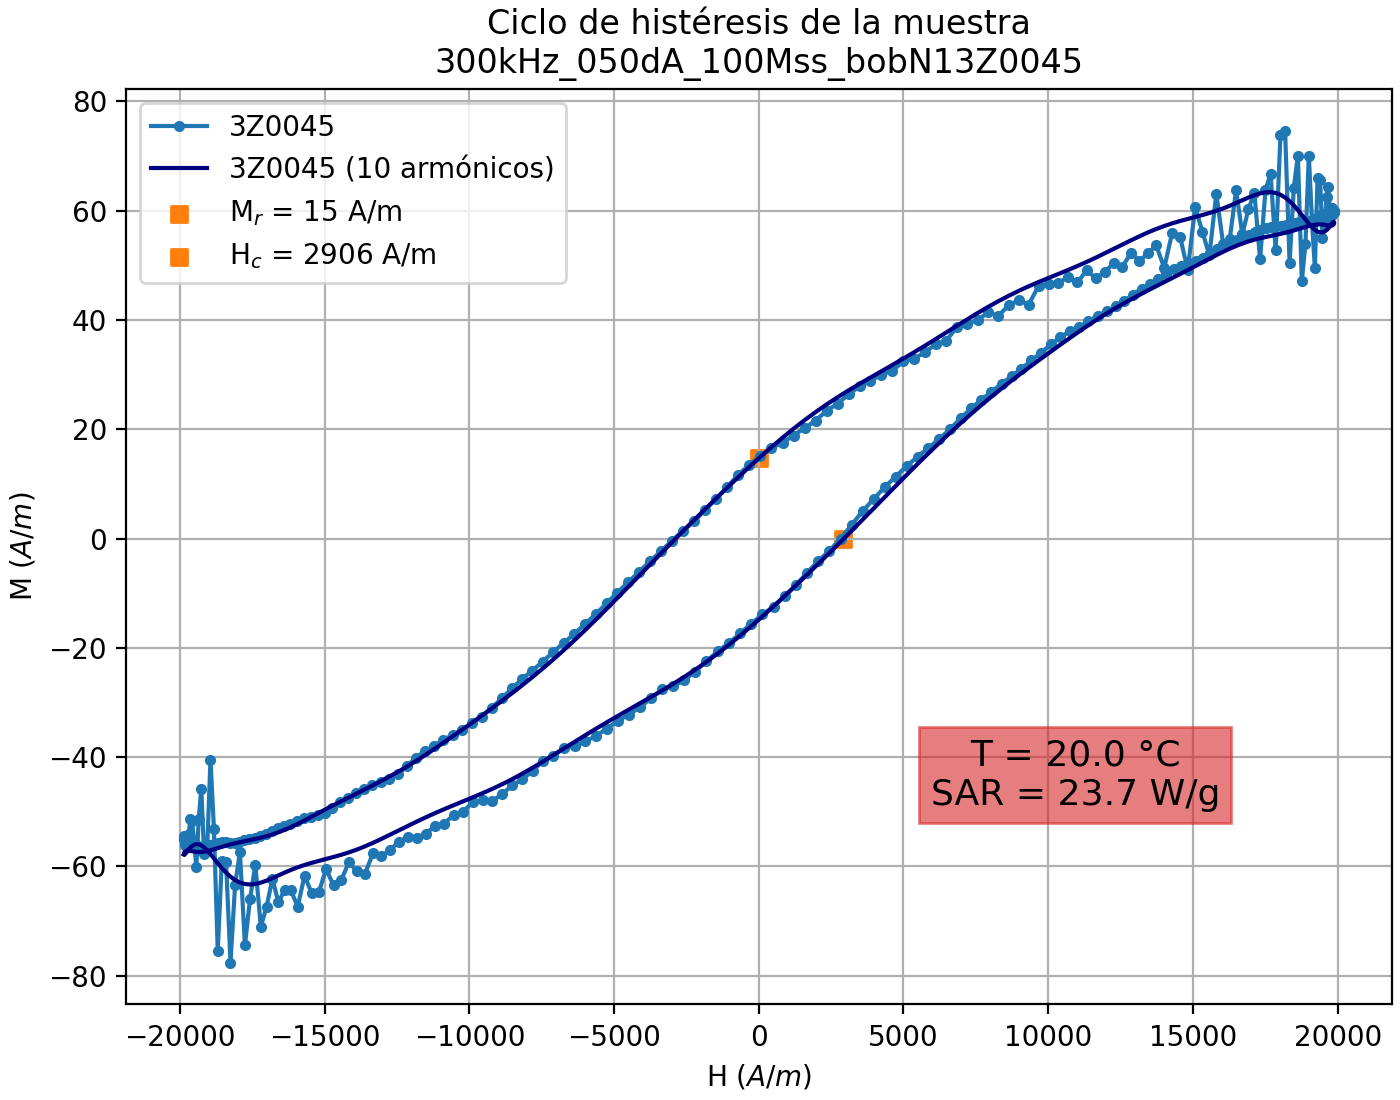 Ciclo de histéresis de la muestra
300kHz_050dA_100Mss_bobN13Z0045
3Z0045
3Z0045 (10 armónicos)
M_r = 15 A/m
H_c = 2906 A/m
80
60
40
20
0
−20
−40
−60
−80
M (A/m)
T = 20.0 °C
SAR = 23.7 W/g
−20000 −15000 −10000 −5000 0 5000 10000 15000 20000
H (A/m)